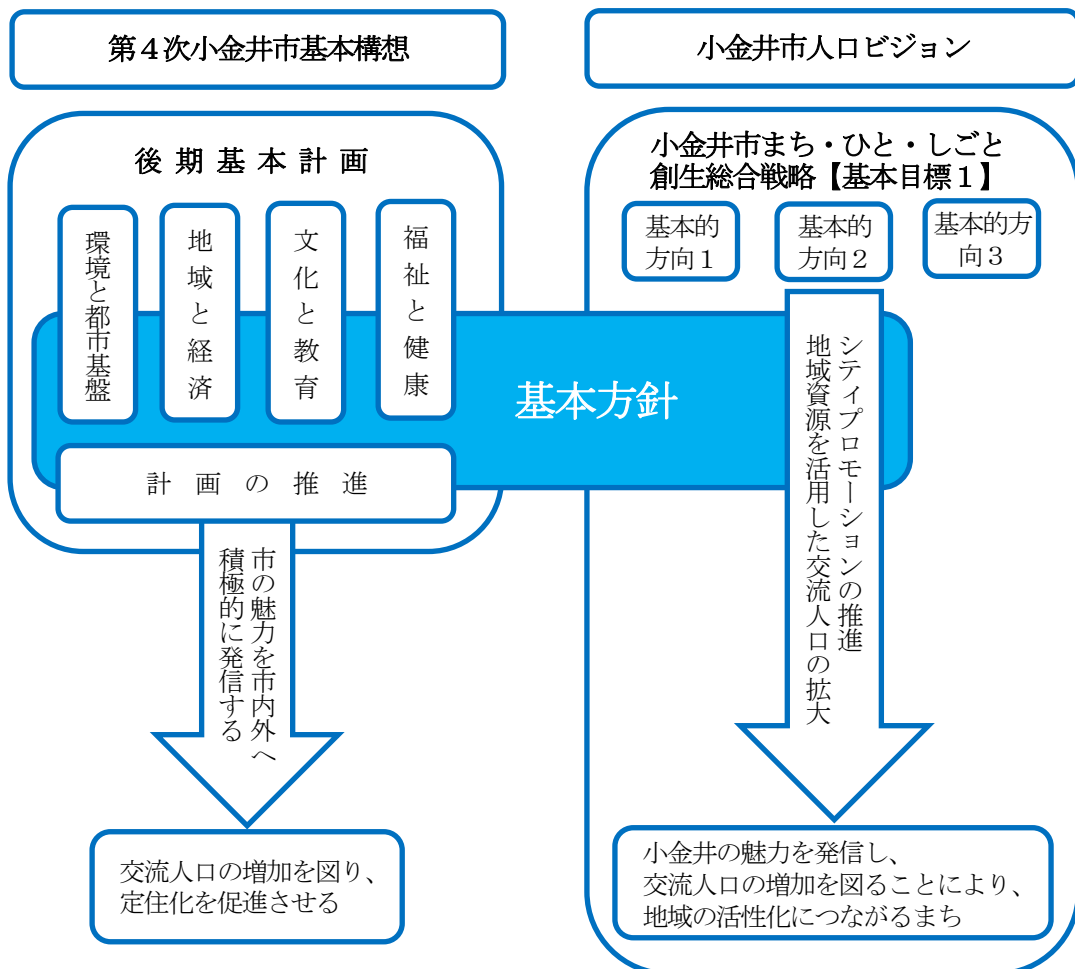 第４次小金井市基本構想
小金井市人口ビジョン
後期基本計画
環境と都市基盤
地域と経済
文化と教育
福祉と健康
計画の推進
市の魅力を市内外へ
積極的に発信する
交流人口の増加を図り、
定住化を促進させる
基本方針
小金井市まち・ひと・しごと
創生総合戦略【基本目標１】
基本的
方向１
基本的
方向２
基本的方
向３
シティプロモーションの推進
地域資源を活用した交流人口の拡大
小金井の魅力を発信し、
交流人口の増加を図ることにより、
地域の活性化につながるまち